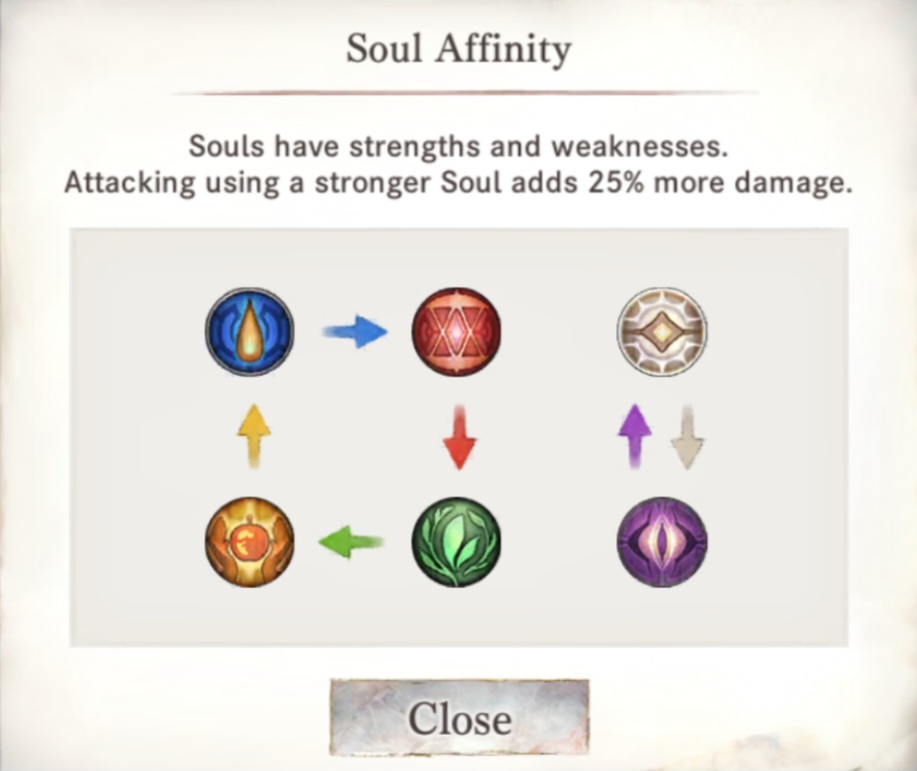 Soul Affinity
Souls have strengths and weaknesses.
Attacking using a stronger Soul adds 25% more damage.
Close